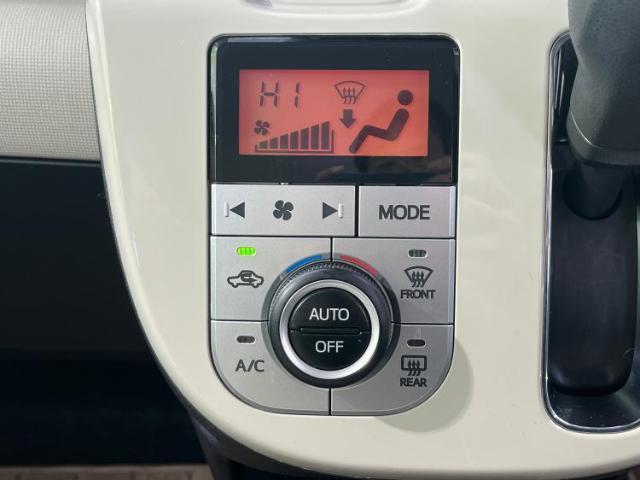 HI
MODE
FRONT
AUTO
OFF
A/C
REAR